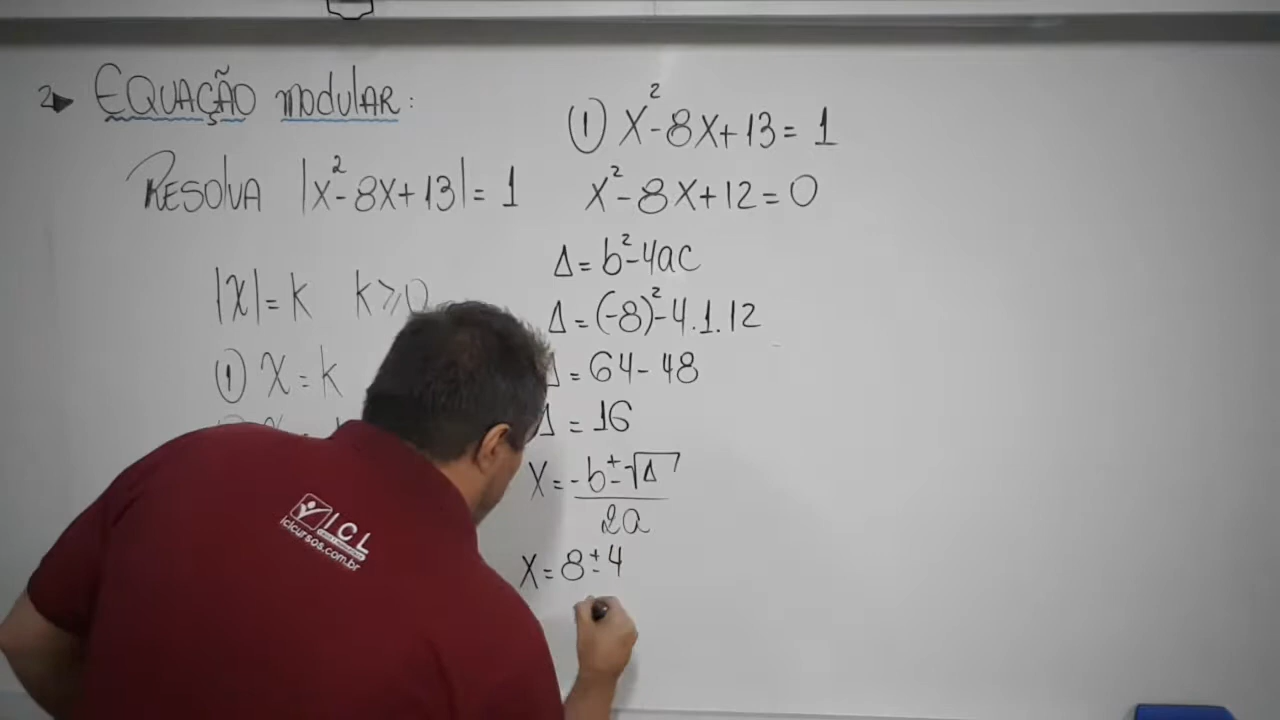 2 EQUAÇÃO modular:
RESOLVA |x²-8x+13|=1
|x|=k k≥0
① x=k
① x²-8x+13=1
x²-8x+12=0
Δ=b²-4ac
Δ=(-8)²-4.1.12
Δ=64-48
Δ=16
x=-b±√Δ
2a
x=8±4
ICL
iclcursos.com.br